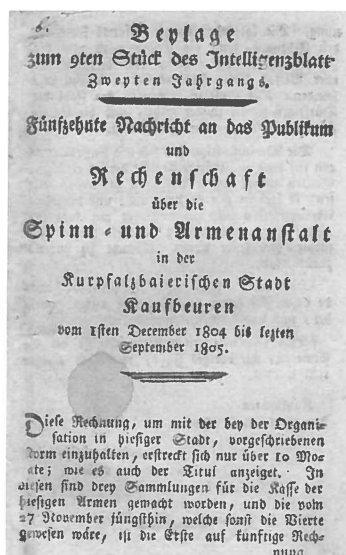 6.
Beylage
zum 9ten Stück des Intelligenzblatt
Zweyten Jahrgangs.
Fünfzehnte Nachricht an das Publikum
und
Rechenschaft
über die
Spinn- und Armenanstalt
in der
Kurpfalzbaierischen Stadt
Kaufbeuren
vom 1sten December 1804 bis lezten
September 1805.
Diese Rechnung, um mit der bey der Organi-
sation in hiesiger Stadt, vorgeschriebenen
Norm einzuhalten, erstreckt sich nur über 10 Mo-
nate; wie es auch der Titul anzeiget. In
diesen sind drey Sammlungen für die Kasse der
hiesigen Armen gemacht worden, und die vom
27 November jüngsthin, welche sonst die Vierte
gewesen wäre, ist die Erste auf künftige Rech-
nung